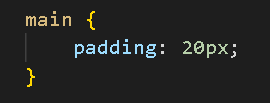 main {
    padding: 20px;
}